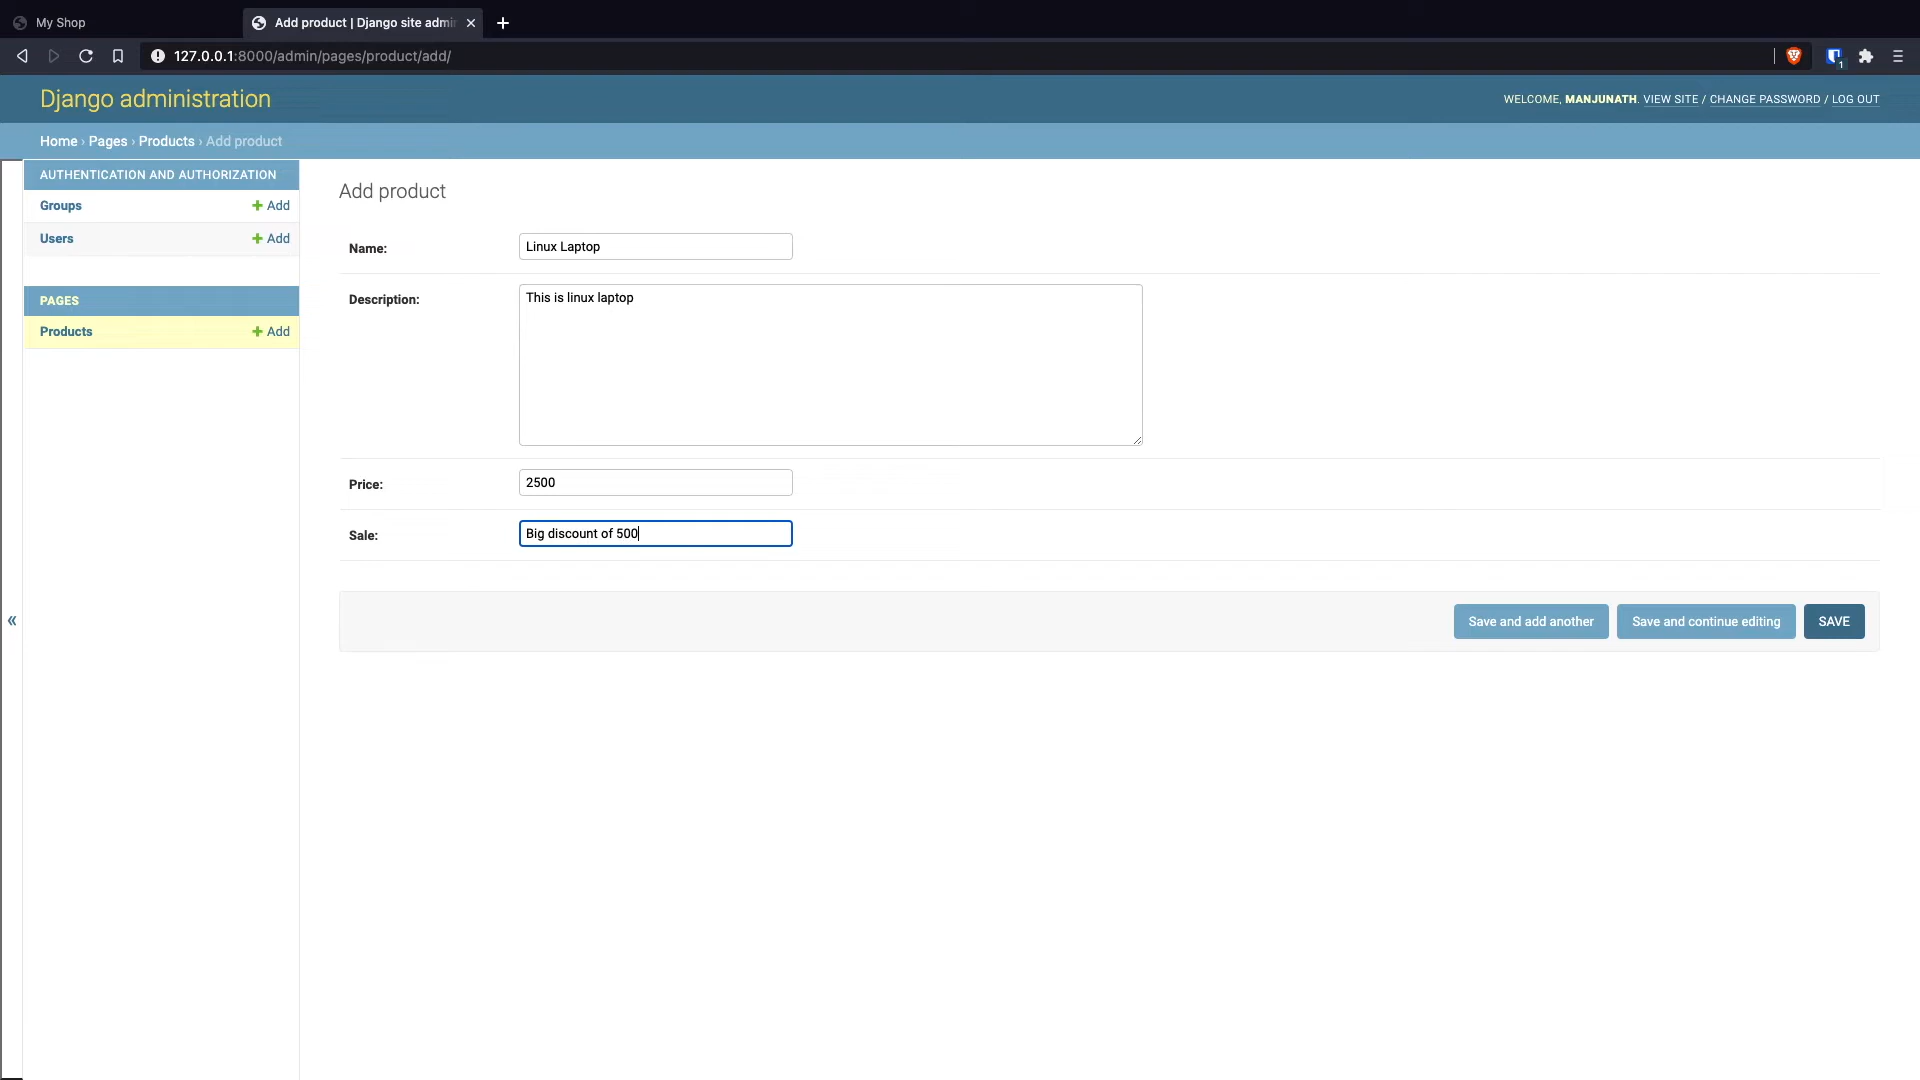 My Shop
Add product | Django site admi
127.0.0.1:8000/admin/pages/product/add/
1
Django administration
WELCOME, MANJUNATH. VIEW SITE / CHANGE PASSWORD / LOG OUT
Home › Pages › Products › Add product
AUTHENTICATION AND AUTHORIZATION
Groups + Add
Users + Add
PAGES
Products + Add
«
Add product
Name: Linux Laptop
Description: This is linux laptop
Price: 2500
Sale: Big discount of 500
Save and add another Save and continue editing SAVE